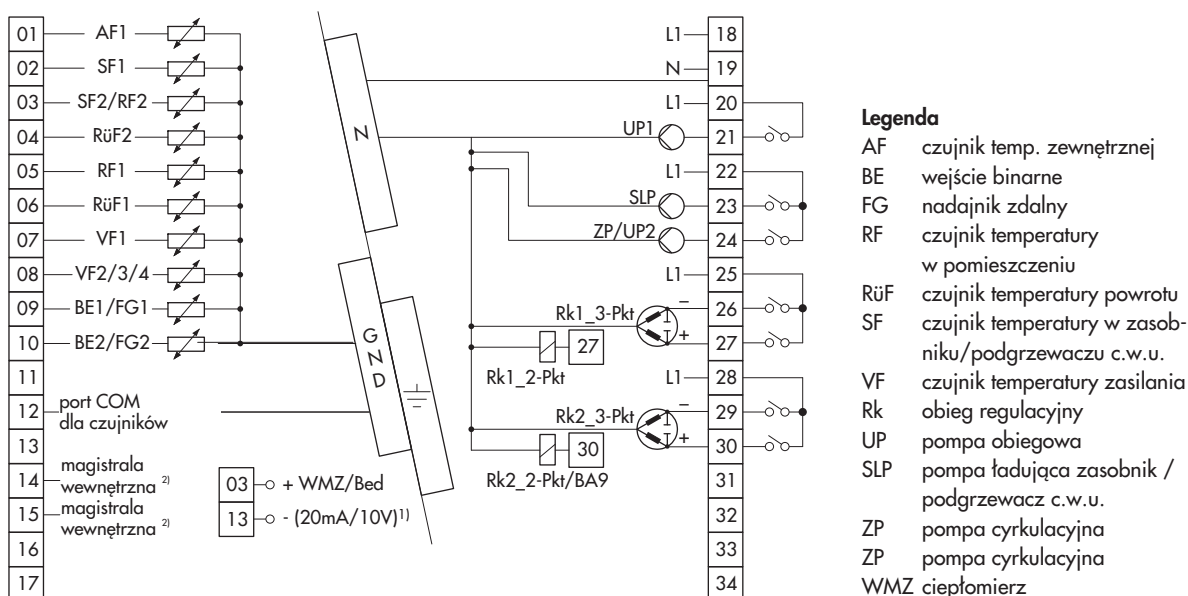 01 AF1
02 SF1
03 SF2/RF2
04 RüF2
05 RF1
06 RüF1
07 VF1
08 VF2/3/4
09 BE1/FG1
10 BE2/FG2
11
12 port COM
dla czujników
13
14 magistrala
wewnętrzna 2)
15 magistrala
wewnętrzna 2)
16
17
03 + WMZ/Bed
13 - (20mA/10V)1)
N
GND
L1 18
N 19
L1 20
UP1 21
L1 22
SLP 23
ZP/UP2 24
L1 25
Rk1_3-Pkt − 26
+ 27
27
Rk1_2-Pkt
L1 28
Rk2_3-Pkt − 29
+ 30
30
Rk2_2-Pkt/BA9
31
32
33
34
Legenda
AF czujnik temp. zewnętrznej
BE wejście binarne
FG nadajnik zdalny
RF czujnik temperatury
w pomieszczeniu
RüF czujnik temperatury powrotu
SF czujnik temperatury w zasob-
niku/podgrzewaczu c.w.u.
VF czujnik temperatury zasilania
Rk obieg regulacyjny
UP pompa obiegowa
SLP pompa ładująca zasobnik /
podgrzewacz c.w.u.
ZP pompa cyrkulacyjna
ZP pompa cyrkulacyjna
WMZ ciepłomierz